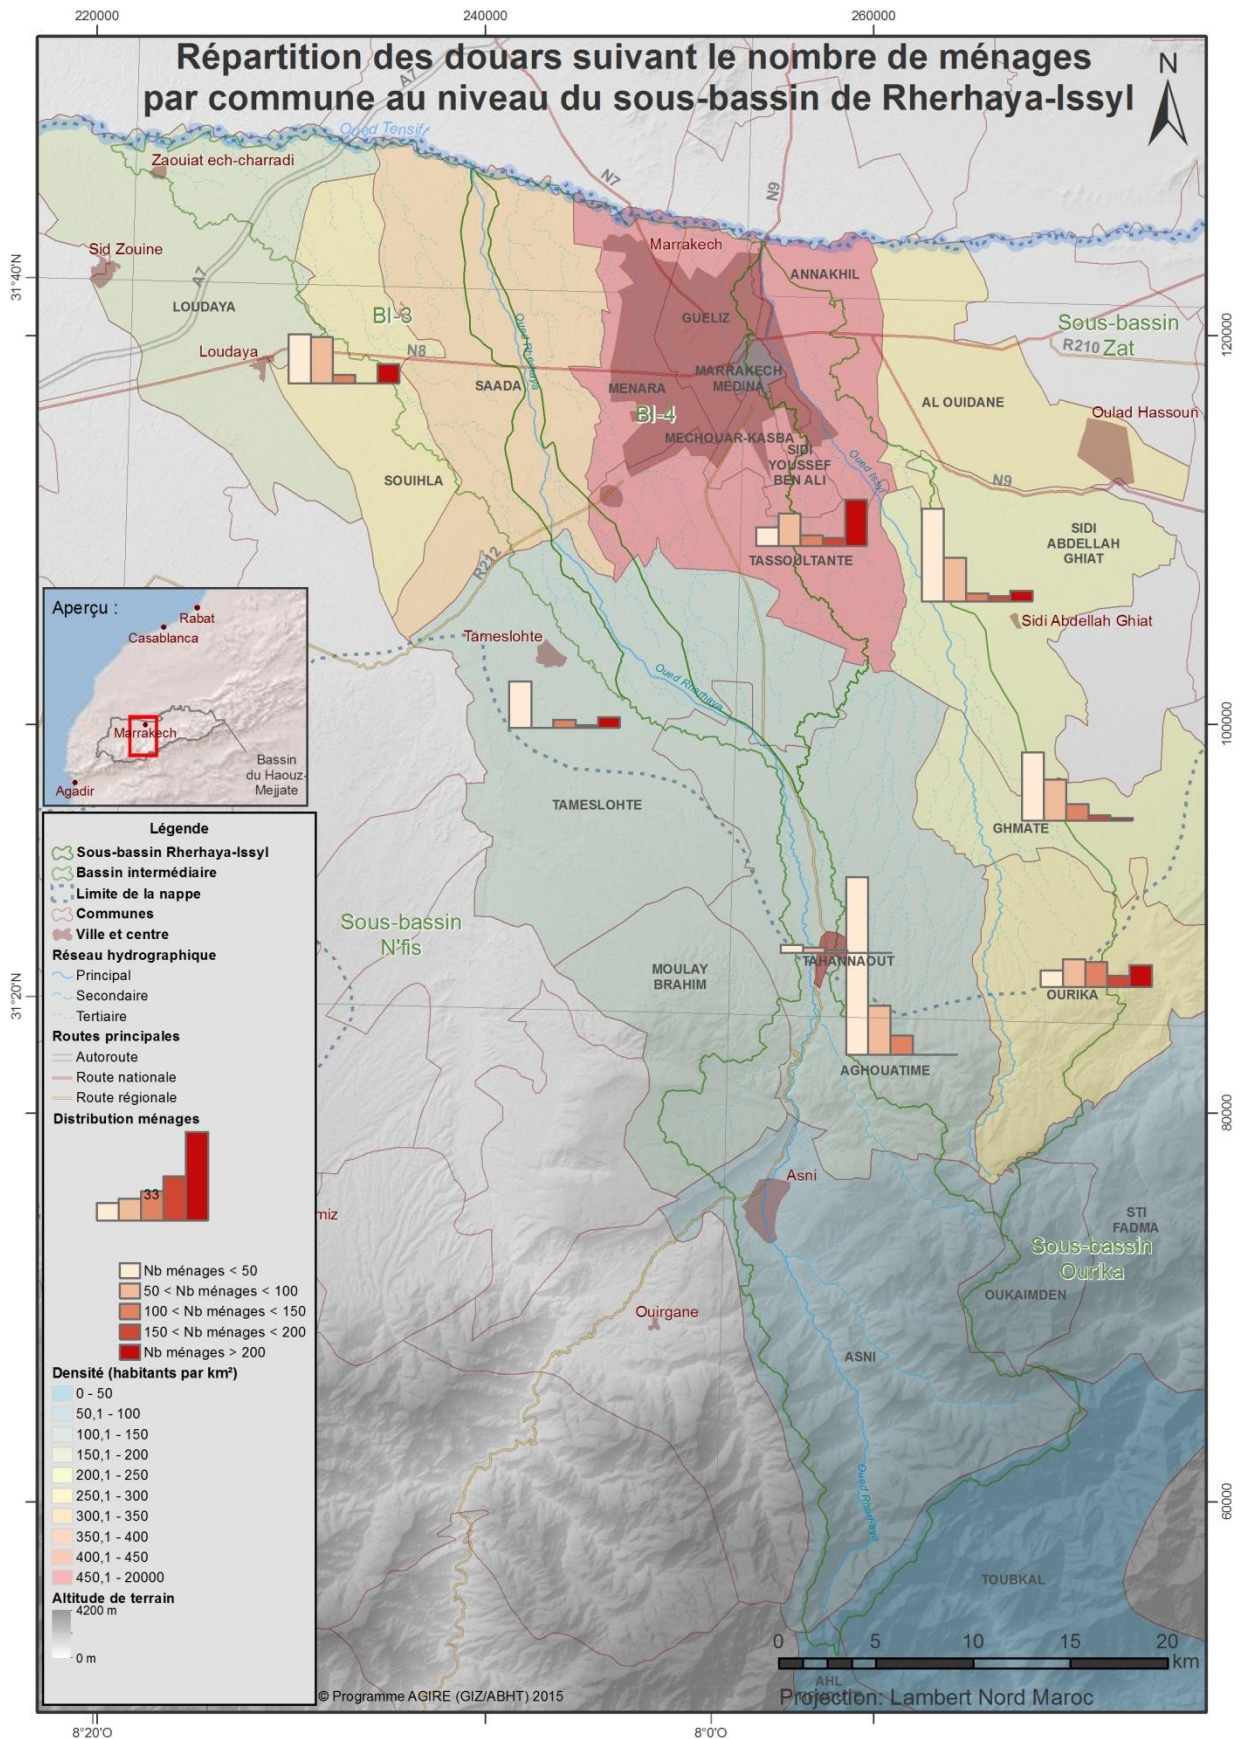 220000
240000
260000
Répartition des douars suivant le nombre de ménages
par commune au niveau du sous-bassin de Rherhaya-Issyl
N
A7
Oued Tensif
Zaouiat ech-charradi
N7
N9
Sid Zouine
Marrakech
ANNAKHIL
31°40'N
A7
LOUDAYA
BI-3
GUELIZ
Sous-bassin
Zat
R210
120000
Loudaya
N8
Oued Rherhaya
SAADA
MENARA
MARRAKECH
MEDINA
BI-4
AL OUIDANE
Oulad Hassoun
MECHOUAR-KASBA
SIDI
YOUSSEF
BEN ALI
Oued Issyl
SOUIHLA
N9
SIDI
ABDELLAH
GHIAT
R212
TASSOULTANTE
Sidi Abdellah Ghiat
Aperçu :
Rabat
Casablanca
Marrakech
Agadir
Bassin
du Haouz-
Mejjate
Tameslohte
Oued Rherhaya
100000
TAMESLOHTE
GHMATE
Sous-bassin
N'fis
MOULAY
BRAHIM
TAHANNAOUT
OURIKA
31°20'N
AGHOUATIME
80000
Asni
miz
STI
FADMA
Sous-bassin
Ourika
OUKAIMDEN
Ouirgane
ASNI
Oued Rherhaya
60000
TOUBKAL
Légende
Sous-bassin Rherhaya-Issyl
Bassin intermédiaire
Limite de la nappe
Communes
Ville et centre
Réseau hydrographique
Principal
Secondaire
Tertiaire
Routes principales
Autoroute
Route nationale
Route régionale
Distribution ménages
33
Nb ménages < 50
50 < Nb ménages < 100
100 < Nb ménages < 150
150 < Nb ménages < 200
Nb ménages > 200
Densité (habitants par km²)
0 - 50
50,1 - 100
100,1 - 150
150,1 - 200
200,1 - 250
250,1 - 300
300,1 - 350
350,1 - 400
400,1 - 450
450,1 - 20000
Altitude de terrain
4200 m
0 m
0 5 10 15 20
km
AHL
© Programme AGIRE (GIZ/ABHT) 2015
Projection: Lambert Nord Maroc
8°20'O
8°0'O